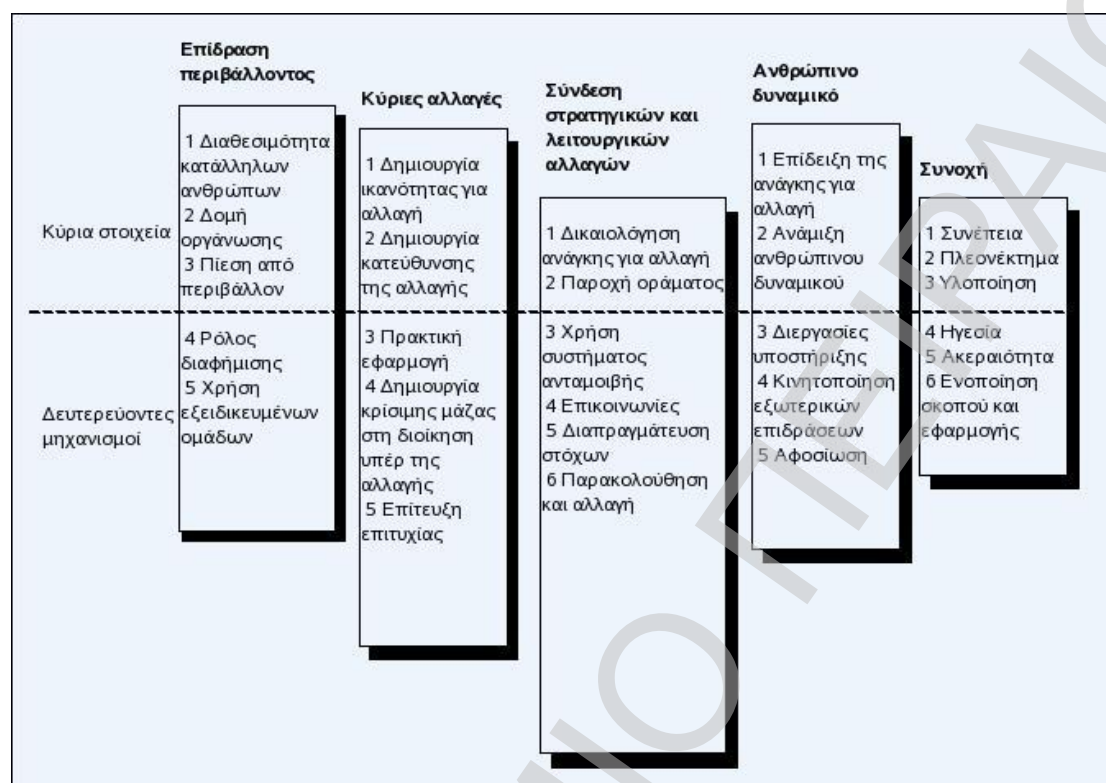 Επίδραση
περιβάλλοντος
1 Διαθεσιμότητα
κατάλληλων
ανθρώπων
2 Δομή
οργάνωσης
3 Πίεση από
περιβάλλον
4 Ρόλος
διαφήμισης
5 Χρήση
εξειδικευμένων
ομάδων
Κύριες αλλαγές
1 Δημιουργία
ικανότητας για
αλλαγή
2 Δημιουργία
κατεύθυνσης
της αλλαγής
3 Πρακτική
εφαρμογή
4 Δημιουργία
κρίσιμης μάζας
στη διοίκηση
υπέρ της
αλλαγής
5 Επίτευξη
επιτυχίας
Σύνδεση
στρατηγικών και
λειτουργικών
αλλαγών
1 Δικαιολόγηση
ανάγκης για αλλαγή
2 Παροχή οράματος
3 Χρήση
συστήματος
ανταμοιβής
4 Επικοινωνίες
5 Διαπραγμάτευση
στόχων
6 Παρακολούθηση
και αλλαγή
Ανθρώπινο
δυναμικό
1 Επίδειξη της
ανάγκης για
αλλαγή
2 Ανάμιξη
ανθρώπινου
δυναμικού
3 Διεργασίες
υποστήριξης
4 Κινητοποίηση
εξωτερικών
επιδράσεων
5 Αφοσίωση
Συνοχή
1 Συνέπεια
2 Πλεονέκτημα
3 Υλοποίηση
4 Ηγεσία
5 Ακεραιότητα
6 Ενοποίηση
σκοπού και
εφαρμογής
Κύρια στοιχεία
Δευτερεύοντες
μηχανισμοί